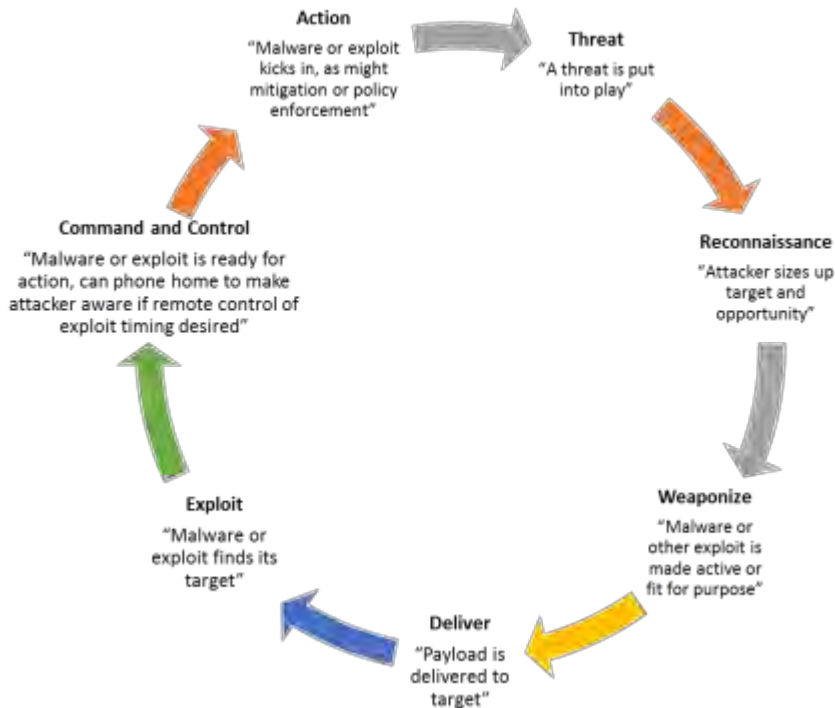 Action
“Malware or exploit
kicks in, as might
mitigation or policy
enforcement”
Threat
“A threat is put
into play”
Reconnaissance
“Attacker sizes up
target and
opportunity”
Weaponize
“Malware or
other exploit is
made active or
fit for purpose”
Deliver
“Payload is
delivered to
target”
Exploit
“Malware or
exploit finds its
target”
Command and Control
“Malware or exploit is ready for
action, can phone home to make
attacker aware if remote control of
exploit timing desired”